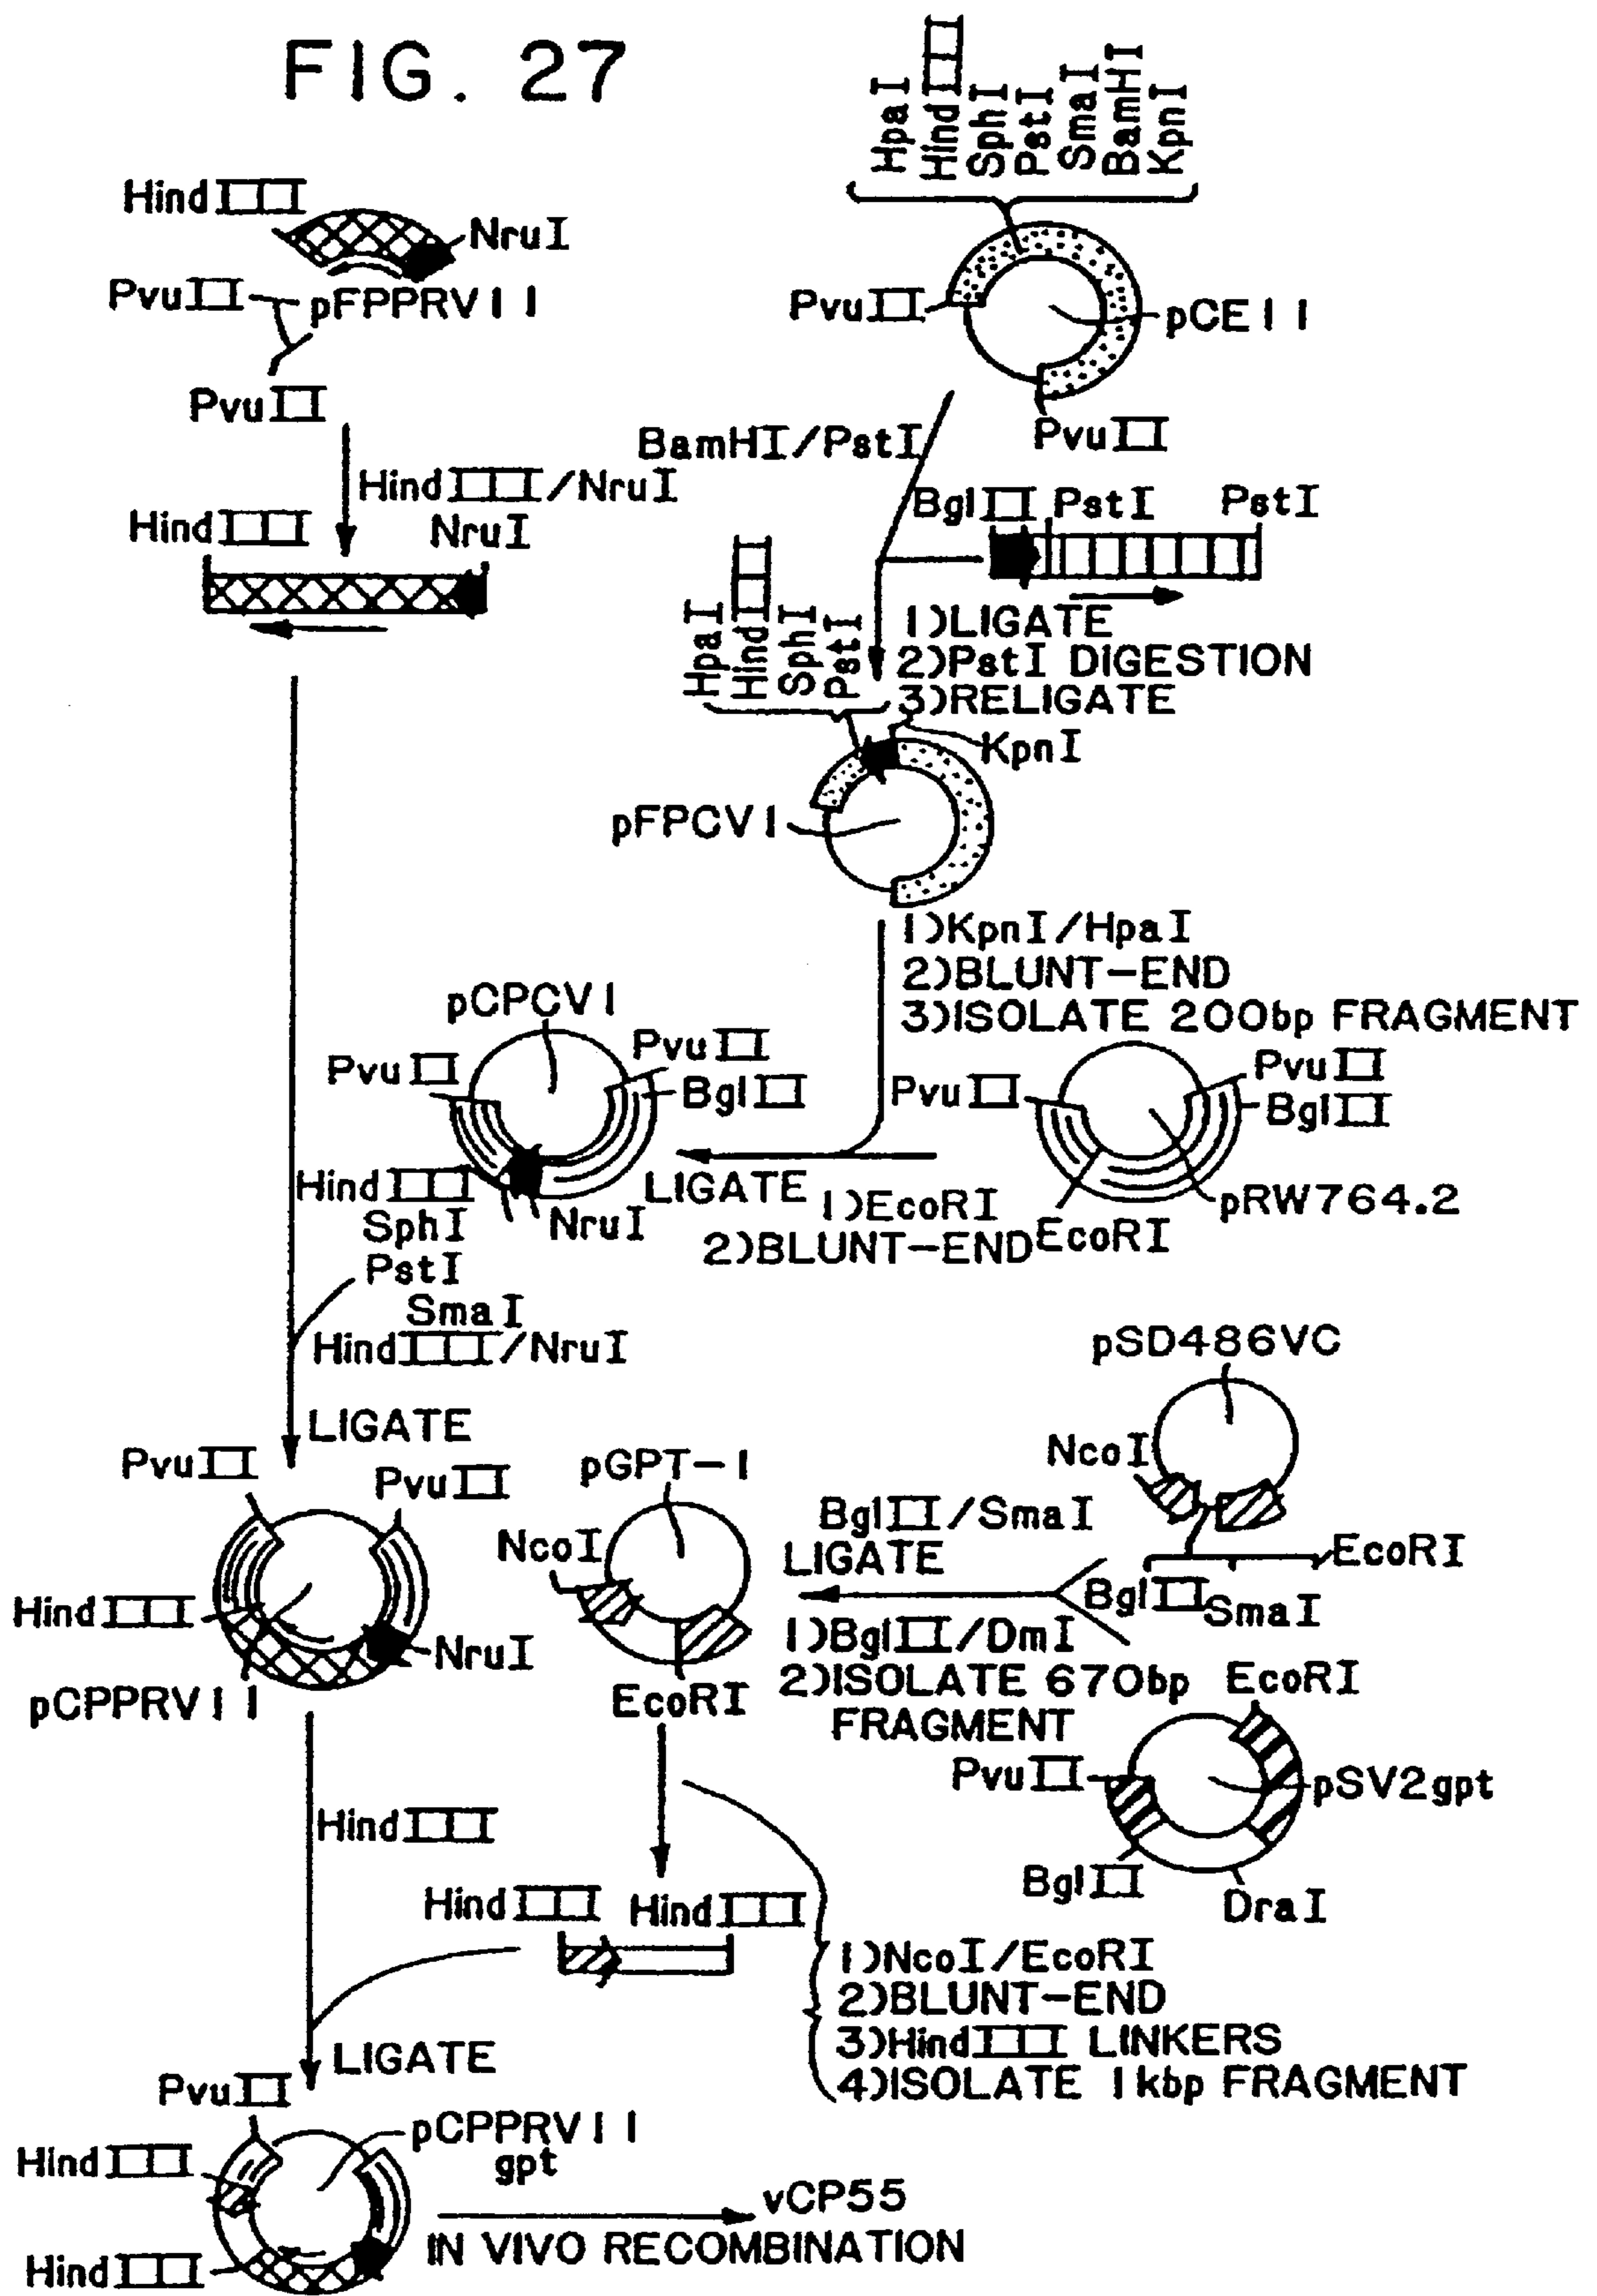 FIG. 27
HpaI
HindIII
SphI
PstI
SmaI
BamHI
KpnI
HindIII
NruI
PvuII
pFPPRV11
PvuII
PvuII
pCE11
PvuII
BamHI/PstI
HindIII/NruI
HindIII
NruI
BglII PstI PstI
1)LIGATE
2)PstI DIGESTION
3)RELIGATE
HpaI
HindIII
SphI
PstI
KpnI
pFPCV1
1)KpnI/HpaI
2)BLUNT-END
3)ISOLATE 200bp FRAGMENT
pCPCV1
PvuII
PvuII
BglII
PvuII
PvuII
BglII
HindIII
SphI
NruI
PstI
SmaI
LIGATE
1)EcoRI
2)BLUNT-END
EcoRI
pRW764.2
HindIII/NruI
LIGATE
pSD486VC
NcoI
EcoRI
BglII
SmaI
PvuII
PvuII
HindIII
NruI
pCPPRV11
pGPT-1
NcoI
EcoRI
BglII/SmaI
LIGATE
1)BglII/DmI
2)ISOLATE 670bp
FRAGMENT
EcoRI
PvuII
pSV2gpt
BglII
DraI
HindIII
HindIII HindIII
1)NcoI/EcoRI
2)BLUNT-END
3)HindIII LINKERS
4)ISOLATE 1kbp FRAGMENT
LIGATE
PvuII
HindIII
pCPPRV11
gpt
HindIII
vCP55
IN VIVO RECOMBINATION